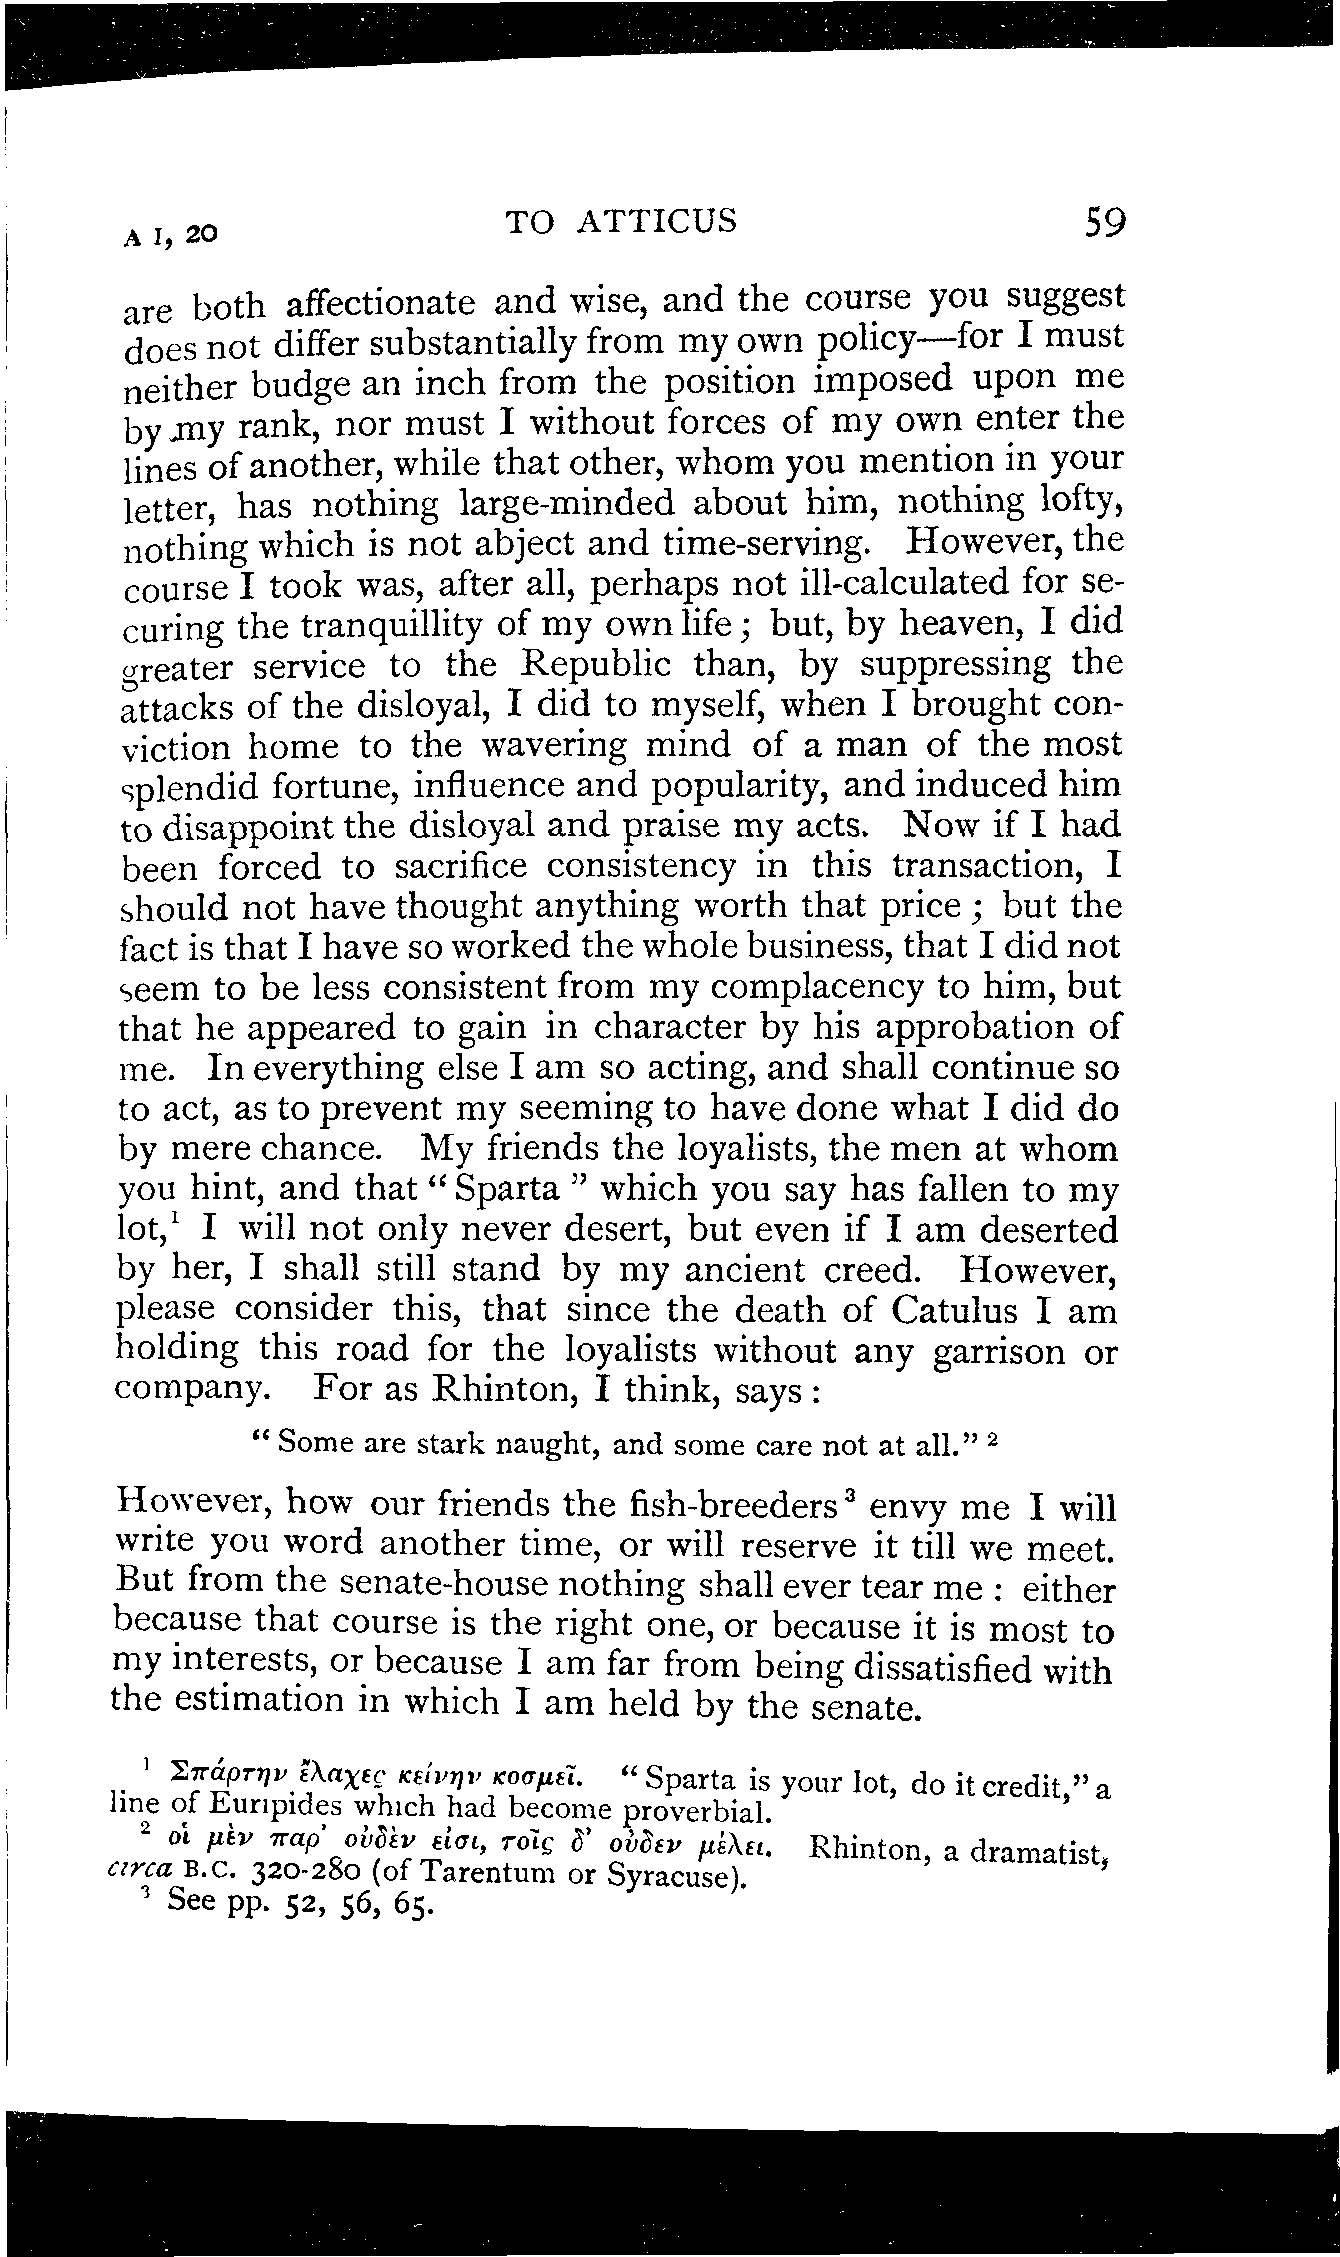 A I, 20 TO ATTICUS 59
are both affectionate and wise, and the course you suggest
does not differ substantially from my own policy—for I must
neither budge an inch from the position imposed upon me
by my rank, nor must I without forces of my own enter the
lines of another, while that other, whom you mention in your
letter, has nothing large-minded about him, nothing lofty,
nothing which is not abject and time-serving. However, the
course I took was, after all, perhaps not ill-calculated for se-
curing the tranquillity of my own life ; but, by heaven, I did
greater service to the Republic than, by suppressing the
attacks of the disloyal, I did to myself, when I brought con-
viction home to the wavering mind of a man of the most
splendid fortune, influence and popularity, and induced him
to disappoint the disloyal and praise my acts. Now if I had
been forced to sacrifice consistency in this transaction, I
should not have thought anything worth that price ; but the
fact is that I have so worked the whole business, that I did not
seem to be less consistent from my complacency to him, but
that he appeared to gain in character by his approbation of
me. In everything else I am so acting, and shall continue so
to act, as to prevent my seeming to have done what I did do
by mere chance. My friends the loyalists, the men at whom
you hint, and that “ Sparta ” which you say has fallen to my
lot,¹ I will not only never desert, but even if I am deserted
by her, I shall still stand by my ancient creed. However,
please consider this, that since the death of Catulus I am
holding this road for the loyalists without any garrison or
company. For as Rhinton, I think, says :
“ Some are stark naught, and some care not at all.” ²
However, how our friends the fish-breeders ³ envy me I will
write you word another time, or will reserve it till we meet.
But from the senate-house nothing shall ever tear me : either
because that course is the right one, or because it is most to
my interests, or because I am far from being dissatisfied with
the estimation in which I am held by the senate.
¹ Σπάρτην ἔλαχες κείνην κοσμεῖ. “ Sparta is your lot, do it credit,” a
line of Euripides which had become proverbial.
² οἱ μὲν παρ’ οὐδὲν εἰσι, τοῖς δ’ οὐδεν μέλει. Rhinton, a dramatist,
circa B.C. 320-280 (of Tarentum or Syracuse).
³ See pp. 52, 56, 65.